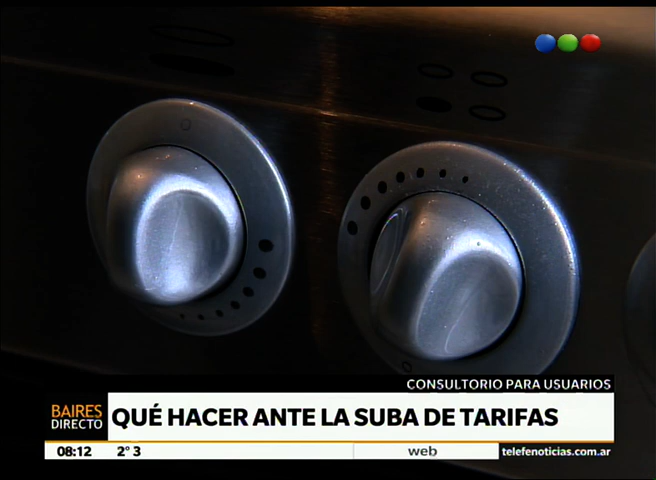 CONSULTORIO PARA USUARIOS
BAIRES
DIRECTO
QUÉ HACER ANTE LA SUBA DE TARIFAS
08:12 2° 3 web telefenoticias.com.ar